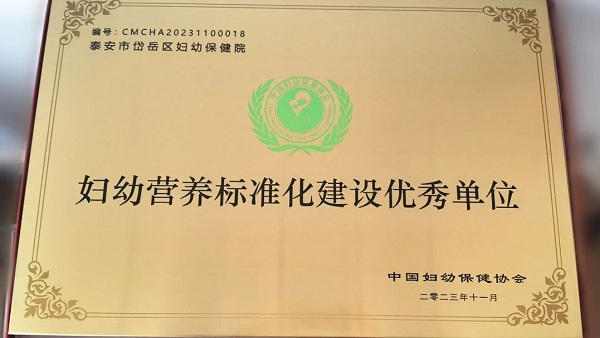 编号:CMCHA20231100018
泰安市岱岳区妇幼保健院
妇幼营养标准化建设优秀单位
中国妇幼保健协会
二零二三年十一月